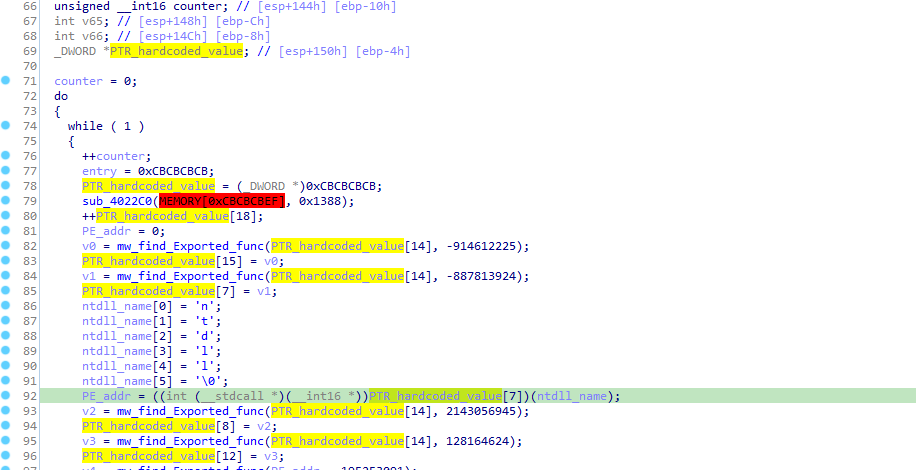 66 unsigned __int16 counter; // [esp+144h] [ebp-10h]
67 int v65; // [esp+148h] [ebp-Ch]
68 int v66; // [esp+14Ch] [ebp-8h]
69 _DWORD *PTR_hardcoded_value; // [esp+150h] [ebp-4h]
70
71 counter = 0;
72 do
73 {
74 while ( 1 )
75 {
76 ++counter;
77 entry = 0xCBCBCBCB;
78 PTR_hardcoded_value = (_DWORD *)0xCBCBCBCB;
79 sub_4022C0(MEMORY[0xCBCBCBEF], 0x1388);
80 ++PTR_hardcoded_value[18];
81 PE_addr = 0;
82 v0 = mw_find_Exported_func(PTR_hardcoded_value[14], -914612225);
83 PTR_hardcoded_value[15] = v0;
84 v1 = mw_find_Exported_func(PTR_hardcoded_value[14], -887813924);
85 PTR_hardcoded_value[7] = v1;
86 ntdll_name[0] = 'n';
87 ntdll_name[1] = 't';
88 ntdll_name[2] = 'd';
89 ntdll_name[3] = 'l';
90 ntdll_name[4] = 'l';
91 ntdll_name[5] = '\0';
92 PE_addr = ((int (__stdcall *)(__int16 *))PTR_hardcoded_value[7])(ntdll_name);
93 v2 = mw_find_Exported_func(PTR_hardcoded_value[14], 2143056945);
94 PTR_hardcoded_value[8] = v2;
95 v3 = mw_find_Exported_func(PTR_hardcoded_value[14], 128164624);
96 PTR_hardcoded_value[12] = v3;